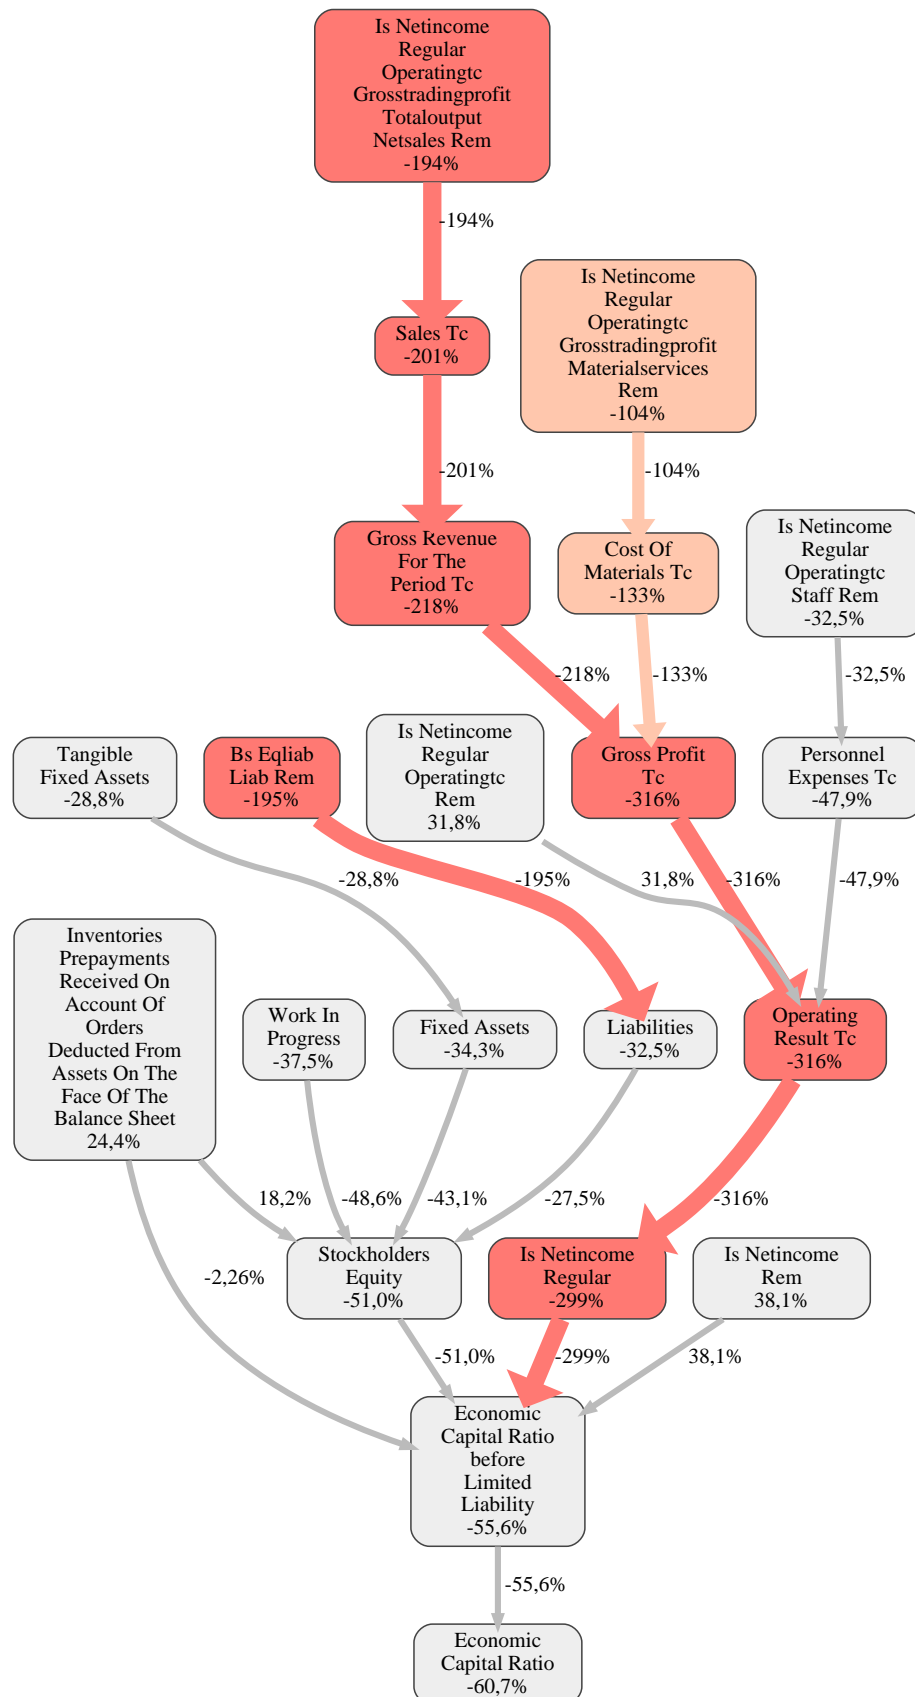 Is Netincome
Regular
Operatingtc
Grosstradingprofit
Totaloutput
Netsales Rem
-194%
-194%
Is Netincome
Regular
Operatingtc
Grosstradingprofit
Materialservices
Rem
-104%
Sales Tc
-201%
-201%
-104%
Gross Revenue
For The
Period Tc
-218%
Cost Of
Materials Tc
-133%
Is Netincome
Regular
Operatingtc
Staff Rem
-32,5%
-218%
-133%
-32,5%
Tangible
Fixed Assets
-28,8%
Bs Eqliab
Liab Rem
-195%
Is Netincome
Regular
Operatingtc
Rem
31,8%
Gross Profit
Tc
-316%
Personnel
Expenses Tc
-47,9%
-28,8%
-195%
31,8%
-316%
-47,9%
Inventories
Prepayments
Received On
Account Of
Orders
Deducted From
Assets On The
Face Of The
Balance Sheet
24,4%
Work In
Progress
-37,5%
Fixed Assets
-34,3%
Liabilities
-32,5%
Operating
Result Tc
-316%
18,2%
-48,6%
-43,1%
-27,5%
-316%
-2,26%
Stockholders
Equity
-51,0%
Is Netincome
Regular
-299%
Is Netincome
Rem
38,1%
-51,0%
-299%
38,1%
Economic
Capital Ratio
before
Limited
Liability
-55,6%
-55,6%
Economic
Capital Ratio
-60,7%